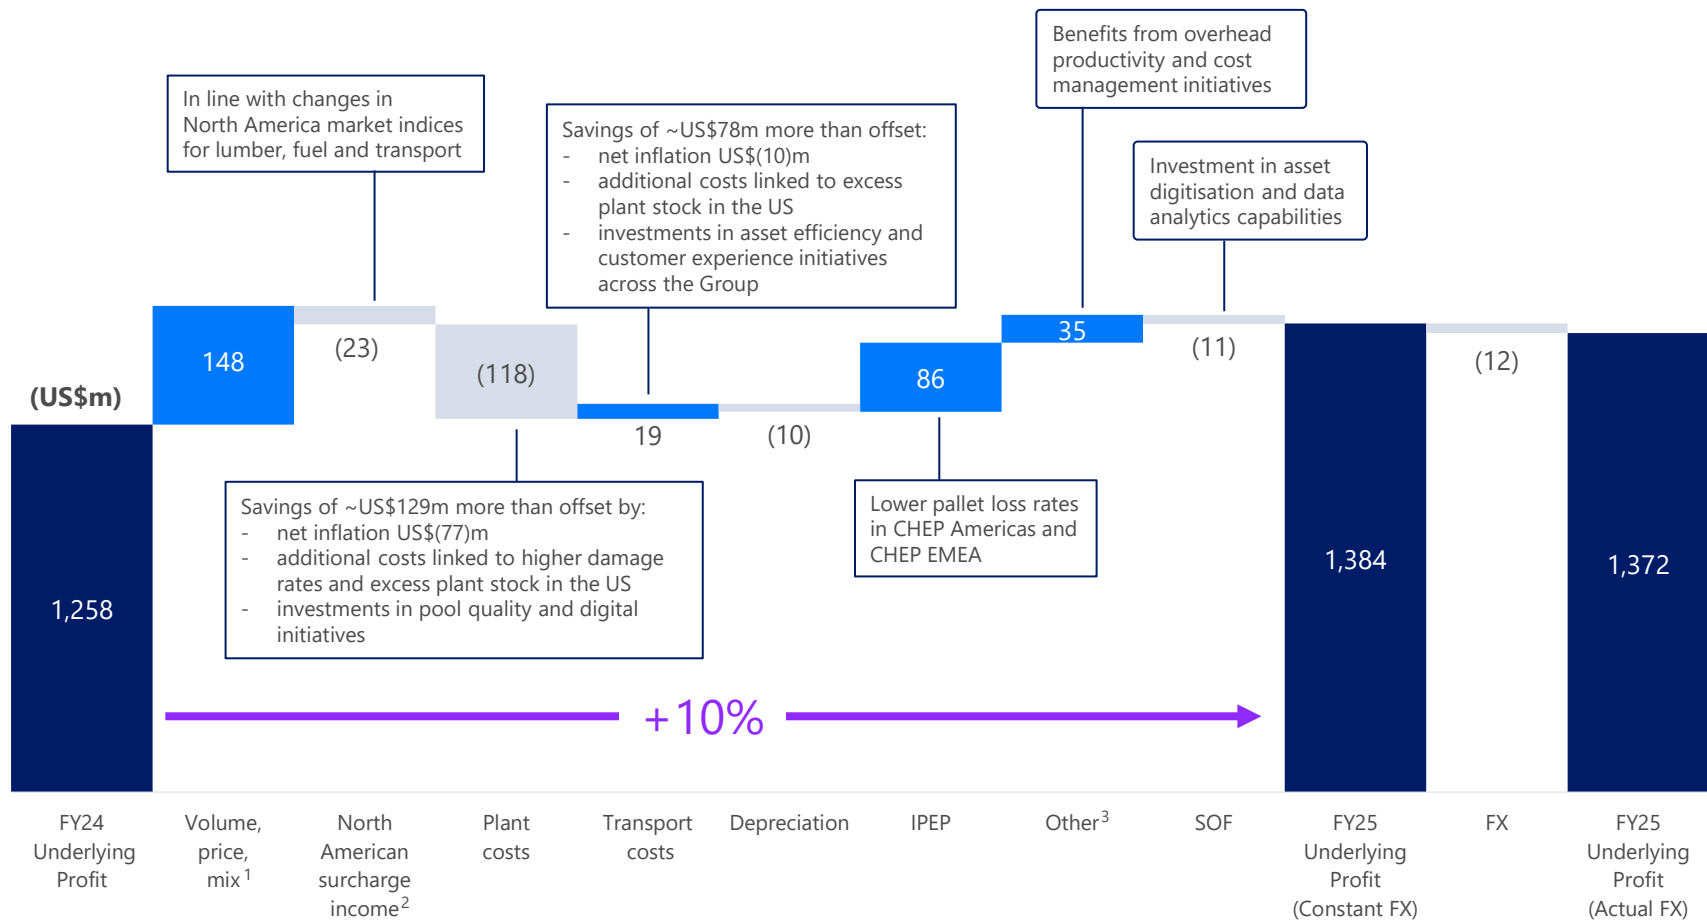 Benefits from overhead
productivity and cost
management initiatives
In line with changes in
North America market indices
for lumber, fuel and transport
Savings of ~US$78m more than offset:
- net inflation US$(10)m
- additional costs linked to excess
plant stock in the US
- investments in asset efficiency and
customer experience initiatives
across the Group
Investment in asset
digitisation and data
analytics capabilities
(US$m)
148
(23)
(118)
19
(10)
86
35
(11)
(12)
Savings of ~US$129m more than offset by:
- net inflation US$(77)m
- additional costs linked to higher damage
rates and excess plant stock in the US
- investments in pool quality and digital
initiatives
Lower pallet loss rates
in CHEP Americas and
CHEP EMEA
1,258
1,384
1,372
+10%
FY24
Underlying
Profit
Volume,
price,
mix1
North
American
surcharge
income2
Plant
costs
Transport
costs
Depreciation
IPEP
Other3
SOF
FY25
Underlying
Profit
(Constant FX)
FX
FY25
Underlying
Profit
(Actual FX)